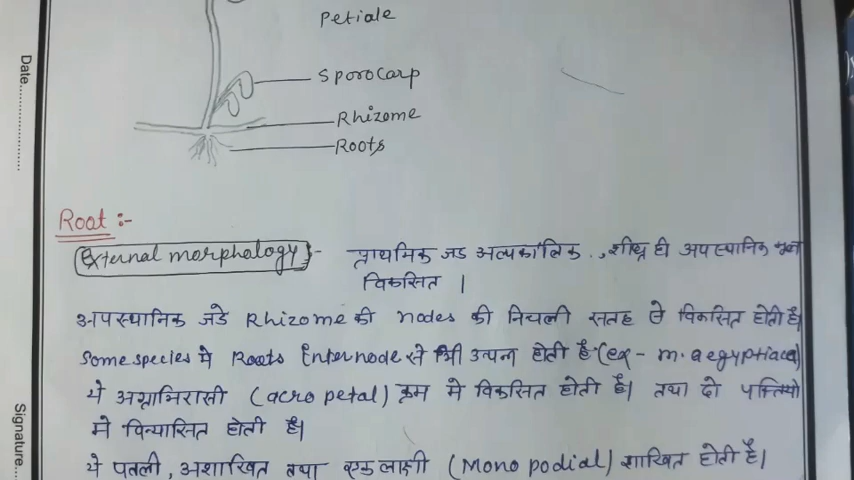 Petiale
Sporocarp
Rhizome
Roots
Date
Root :-
External morphology :- प्राथमिक जड अल्पकालिक , शीघ्र ही अपस्थानिक मूल
विकसित ।
अपस्थानिक जडे Rhizome की nodes की निचली सतह से विकसित होती है।
Some species मे Roots Internode से भी उत्पन्न होती है (ex - m. aegyptiaca)
ये अग्राभिसारी (acropetal) क्रम मे विकसित होती है। तथा दो पंक्तियो
मे विन्यासित होती है।
ये पतली , अशाखित तथा एकलाक्षी (Monopodial) शाखित होती है।
Signature